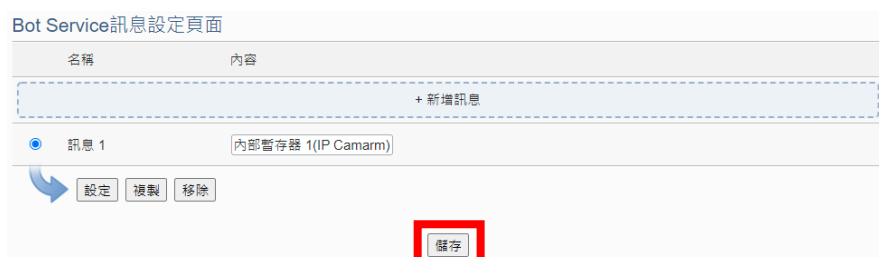 Bot Service訊息設定頁面
名稱 內容
+ 新增訊息
訊息 1 內部暫存器 1(IP Camarm)
設定 複製 移除
儲存